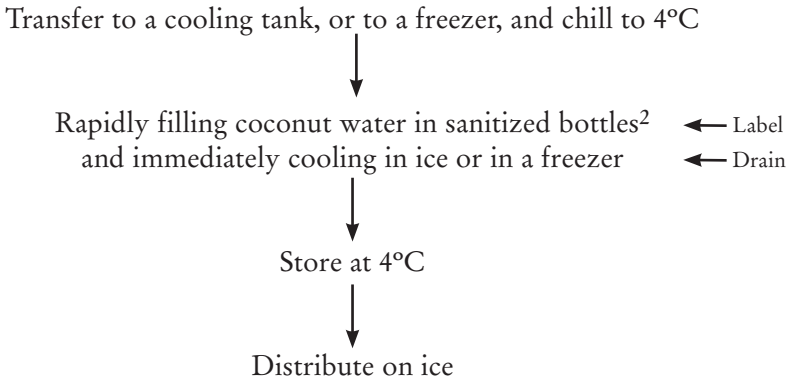 Transfer to a cooling tank, or to a freezer, and chill to 4ºC
Rapidly filling coconut water in sanitized bottles²
Label
and immediately cooling in ice or in a freezer
Drain
Store at 4ºC
Distribute on ice